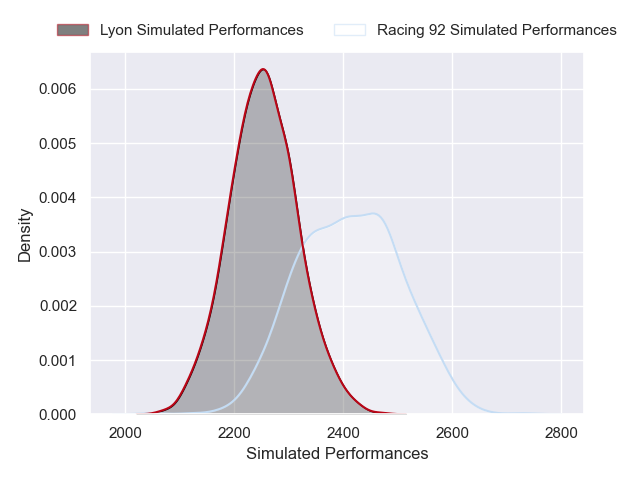 Lyon Simulated Performances Racing 92 Simulated Performances
0.006
0.005
0.004
0.003
0.002
0.001
0.000
Density
2000 2200 2400 2600 2800
Simulated Performances